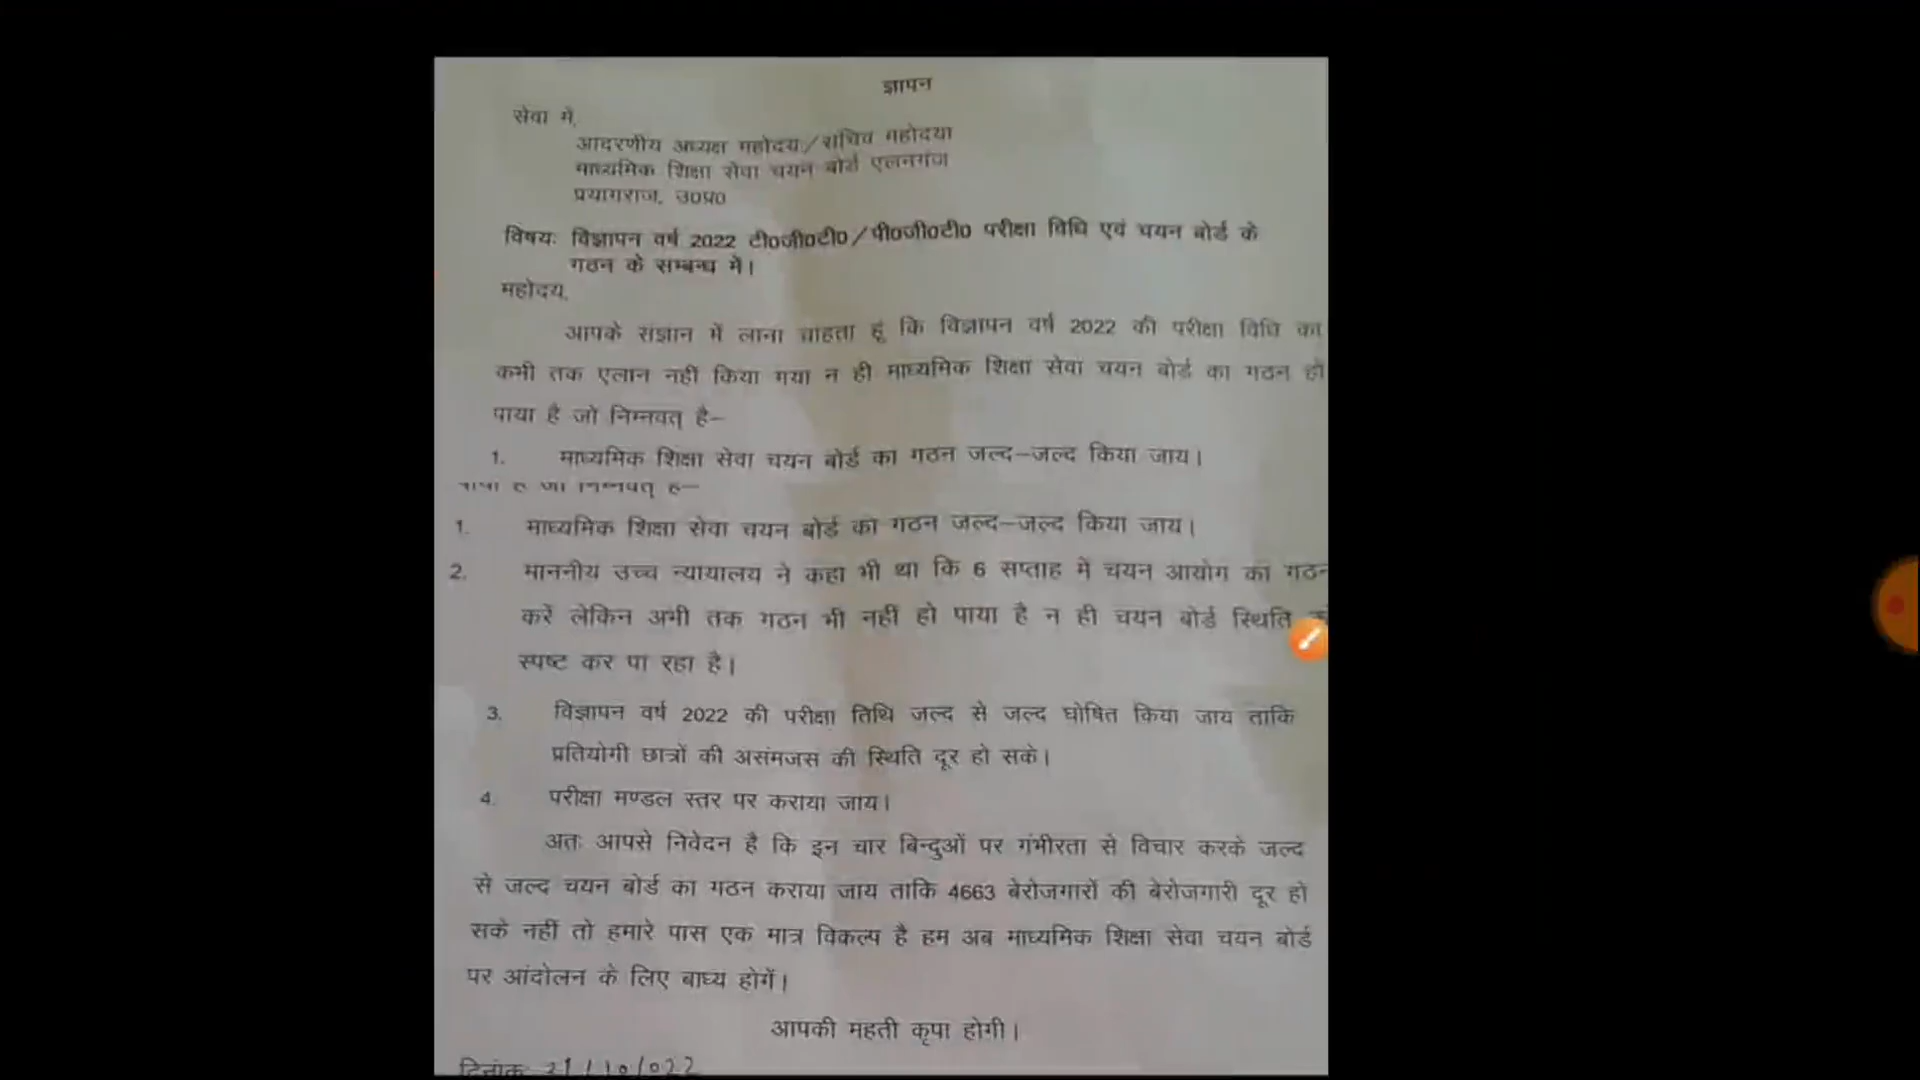 ज्ञापन
सेवा में,
आदरणीय अध्यक्ष महोदय/सचिव महोदया
माध्यमिक शिक्षा सेवा चयन बोर्ड एलनगंज
प्रयागराज, उ0प्र0
विषयः विज्ञापन वर्ष 2022 टी0जी0टी0/पी0जी0टी0 परीक्षा विधि एवं चयन बोर्ड के
गठन के सम्बन्ध में।
महोदय,
आपके संज्ञान में लाना चाहता हूं कि विज्ञापन वर्ष 2022 की परीक्षा विधि का
कभी तक एलान नहीं किया गया न ही माध्यमिक शिक्षा सेवा चयन बोर्ड का गठन हो
पाया है जो निम्नवत् है–
1. माध्यमिक शिक्षा सेवा चयन बोर्ड का गठन जल्द–जल्द किया जाय।
पाया है जो निम्नवत् है–
1. माध्यमिक शिक्षा सेवा चयन बोर्ड का गठन जल्द–जल्द किया जाय।
2. माननीय उच्च न्यायालय ने कहा भी था कि 6 सप्ताह में चयन आयोग का गठन
करें लेकिन अभी तक गठन भी नहीं हो पाया है न ही चयन बोर्ड स्थिति
स्पष्ट कर पा रहा है।
3. विज्ञापन वर्ष 2022 की परीक्षा तिथि जल्द से जल्द घोषित किया जाय ताकि
प्रतियोगी छात्रों की असंमजस की स्थिति दूर हो सके।
4. परीक्षा मण्डल स्तर पर कराया जाय।
अतः आपसे निवेदन है कि इन चार बिन्दुओं पर गंभीरता से विचार करके जल्द
से जल्द चयन बोर्ड का गठन कराया जाय ताकि 4663 बेरोजगारों की बेरोजगारी दूर हो
सके नहीं तो हमारे पास एक मात्र विकल्प है हम अब माध्यमिक शिक्षा सेवा चयन बोर्ड
पर आंदोलन के लिए बाध्य होगें।
आपकी महती कृपा होगी।
दिनांक: